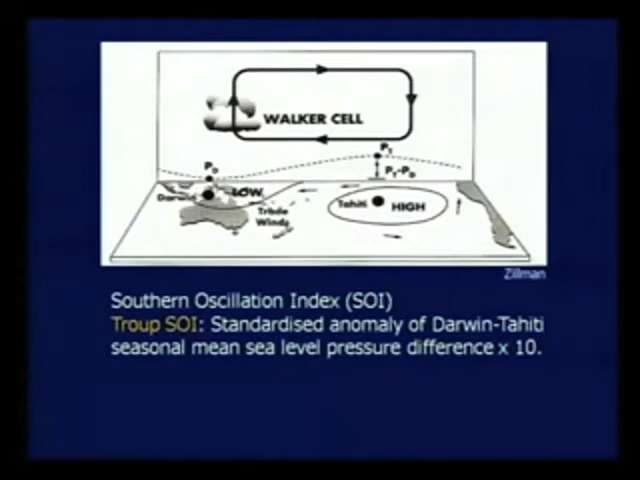 WALKER CELL
P_D
P_T
P_T-P_D
Darwin
LOW
Trade
Winds
Tahiti
HIGH
Zillman
Southern Oscillation Index (SOI)
Troup SOI: Standardised anomaly of Darwin-Tahiti
seasonal mean sea level pressure difference x 10.